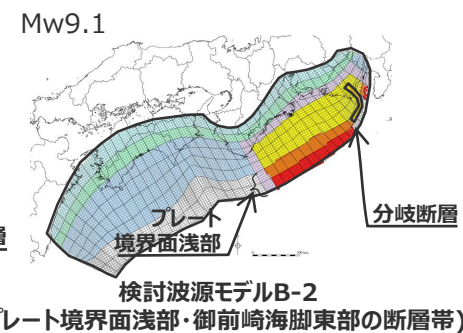 Mw9.1
プレート
境界面浅部
分岐断層
層
検討波源モデルB-2
プレート境界面浅部・御前崎海脚東部の断層帯)